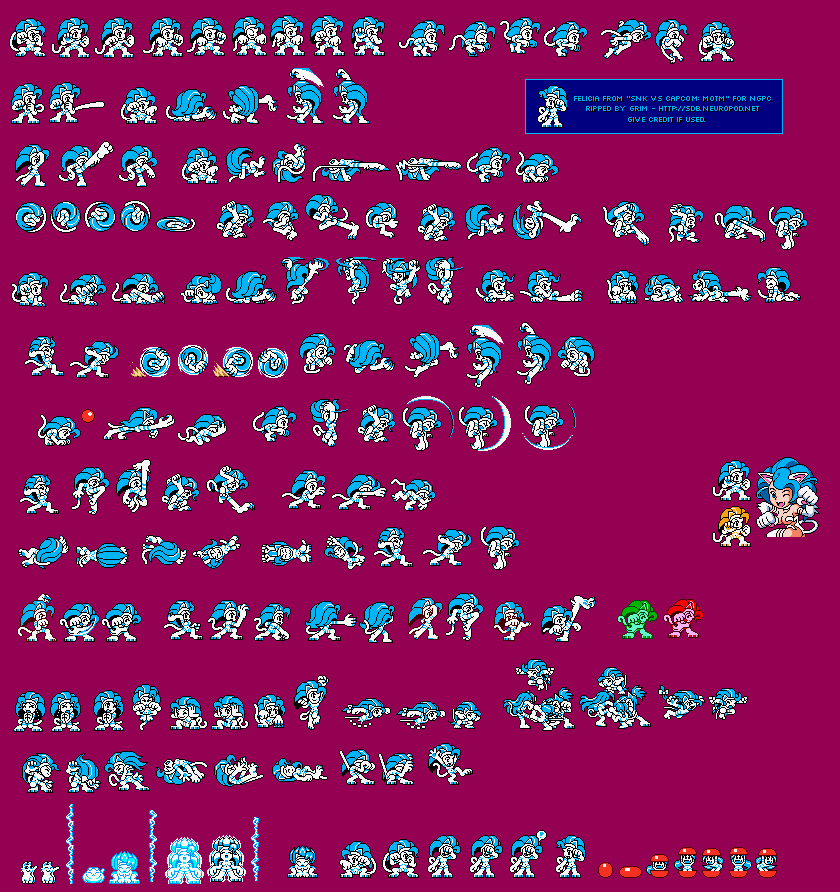 FELICIA FROM "SNK VS CAPCOM: MOTM" FOR NGPC
RIPPED BY GRIM - HTTP://SDB.NEUROPOD.NET
GIVE CREDIT IF USED.